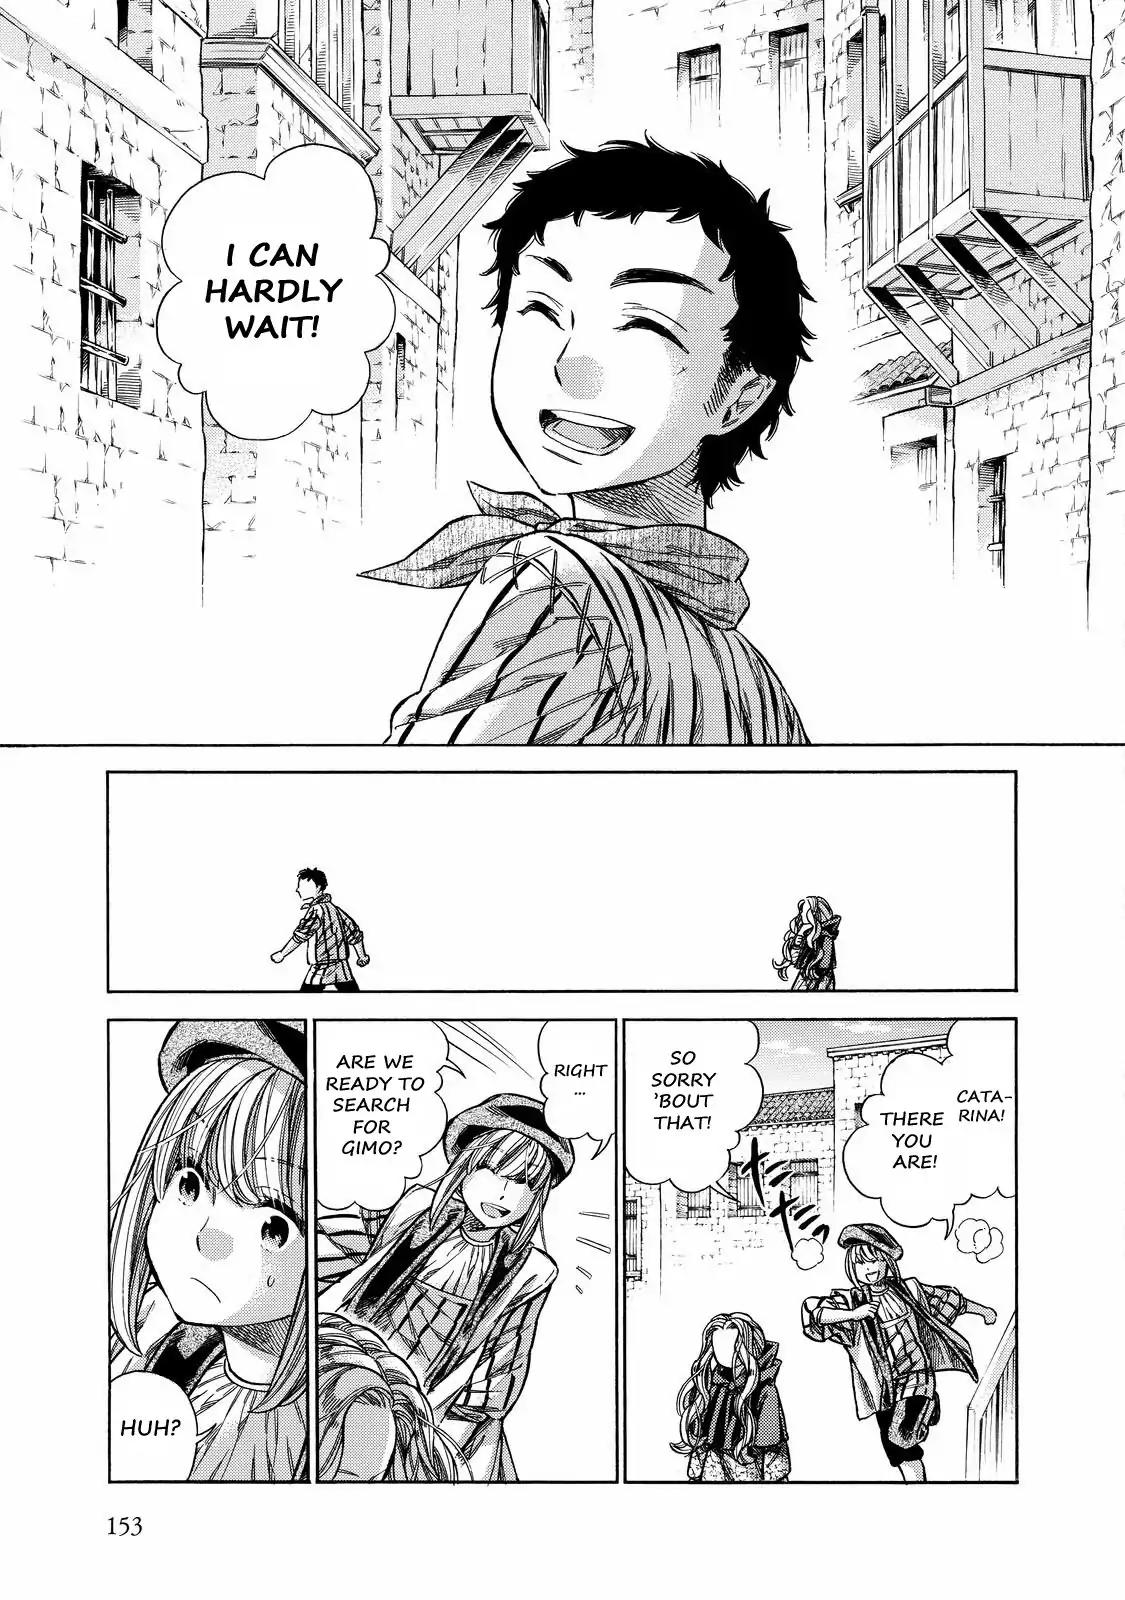 I CAN
HARDLY
WAIT!
CATA-
RINA!
THERE
YOU
ARE!
SO
SORRY
'BOUT
THAT!
RIGHT
...
ARE WE
READY TO
SEARCH
FOR
GIMO?
HUH?
153